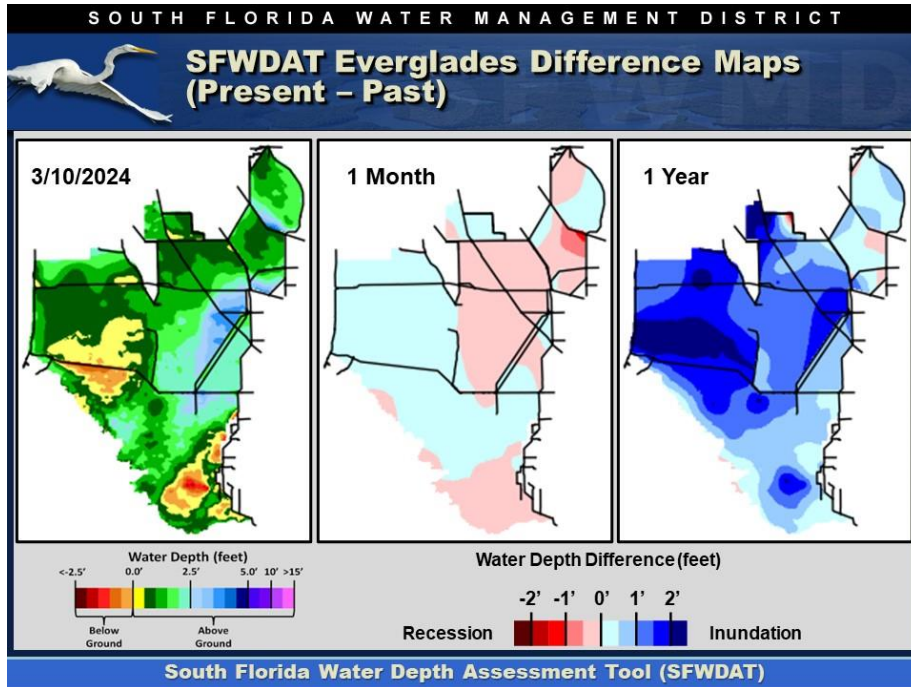 SOUTH FLORIDA WATER MANAGEMENT DISTRICT
SFWDAT Everglades Difference Maps
(Present – Past)
SFWMD
3/10/2024
1 Month
1 Year
Water Depth (feet)
<-2.5' 0.0' 2.5' 5.0' 10' >15'
Below
Ground
Above
Ground
Water Depth Difference (feet)
-2' -1' 0' 1' 2'
Recession
Inundation
South Florida Water Depth Assessment Tool (SFWDAT)